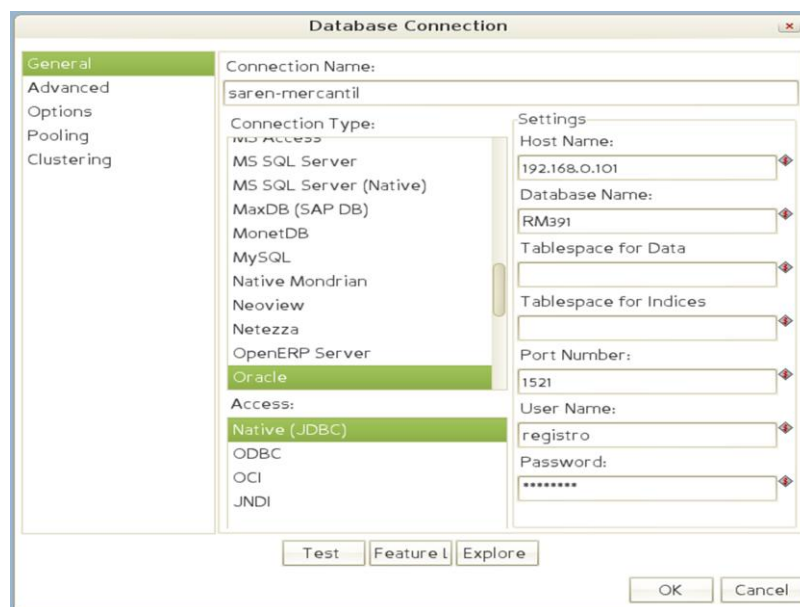 Database Connection
General
Advanced
Options
Pooling
Clustering
Connection Name:
saren-mercantil
Connection Type:
MS Access
MS SQL Server
MS SQL Server (Native)
MaxDB (SAP DB)
MonetDB
MySQL
Native Mondrian
Neoview
Netezza
OpenERP Server
Oracle
Access:
Native (JDBC)
ODBC
OCI
JNDI
Settings
Host Name:
192.168.0.101
Database Name:
RM391
Tablespace for Data
Tablespace for Indices
Port Number:
1521
User Name:
registro
Password:
••••••••
Test
Feature L
Explore
OK
Cancel